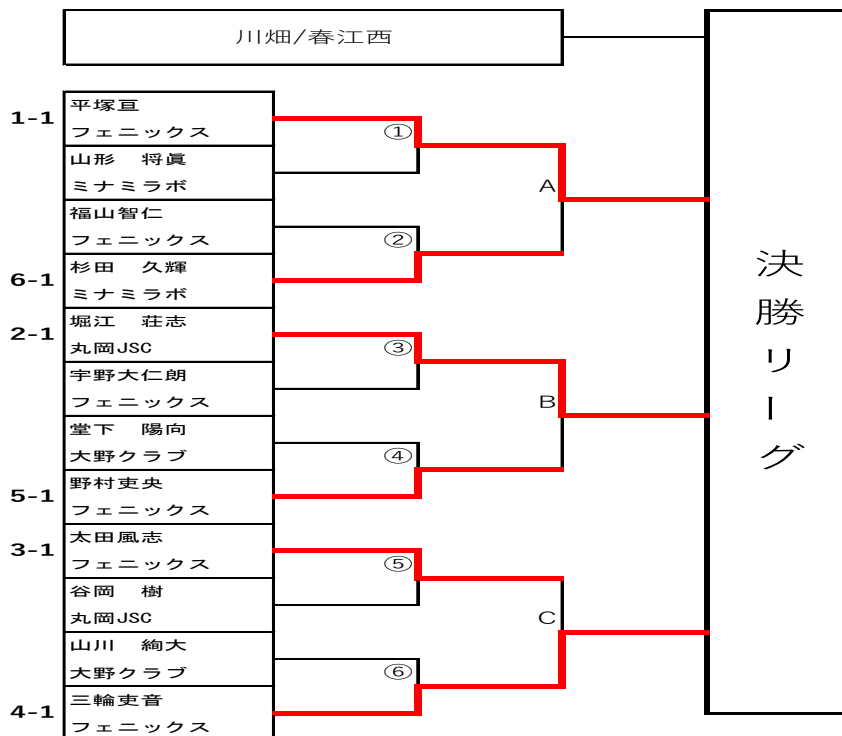 川畑/春江西
1-1
平塚亘
フェニックス
①
山形　将眞
ミナミラボ
A
福山智仁
フェニックス
②
6-1
杉田　久輝
ミナミラボ
2-1
堀江　荘志
丸岡JSC
③
宇野大仁朗
フェニックス
B
堂下　陽向
大野クラブ
④
5-1
野村吏央
フェニックス
3-1
太田風志
フェニックス
⑤
谷岡　樹
丸岡JSC
C
山川　絢大
大野クラブ
⑥
4-1
三輪吏音
フェニックス
決勝リーグ